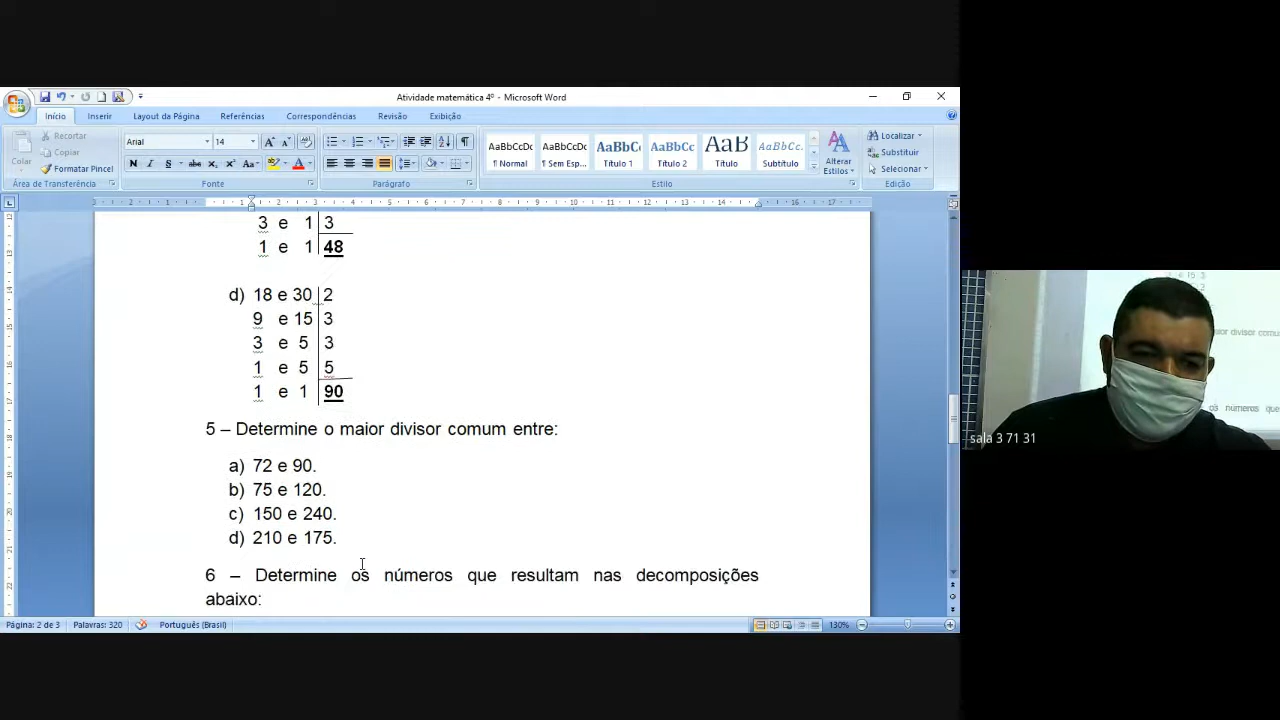 Atividade matemática 4º - Microsoft Word
Início Inserir Layout da Página Referências Correspondências Revisão Exibição
Colar
Recortar
Copiar
Formatar Pincel
Área de Transferência
Arial 14
N I S abc X₂ X² Aa
Fonte
Parágrafo
AaBbCcDc AaBbCcDc AaBbC AaBbCc AaB AaBbCc.
¶ Normal ¶ Sem Esp... Título 1 Título 2 Título Subtítulo
Estilo
Alterar
Estilos
Localizar
Substituir
Selecionar
Edição
3 e 1 3
1 e 1 48
d) 18 e 30 2
9 e 15 3
3 e 5 3
1 e 5 5
1 e 1 90
5 – Determine o maior divisor comum entre:
a) 72 e 90.
b) 75 e 120.
c) 150 e 240.
d) 210 e 175.
6 – Determine os números que resultam nas decomposições
abaixo:
Página: 2 de 3 Palavras: 320 Português (Brasil) 130%
sala 3 71 31